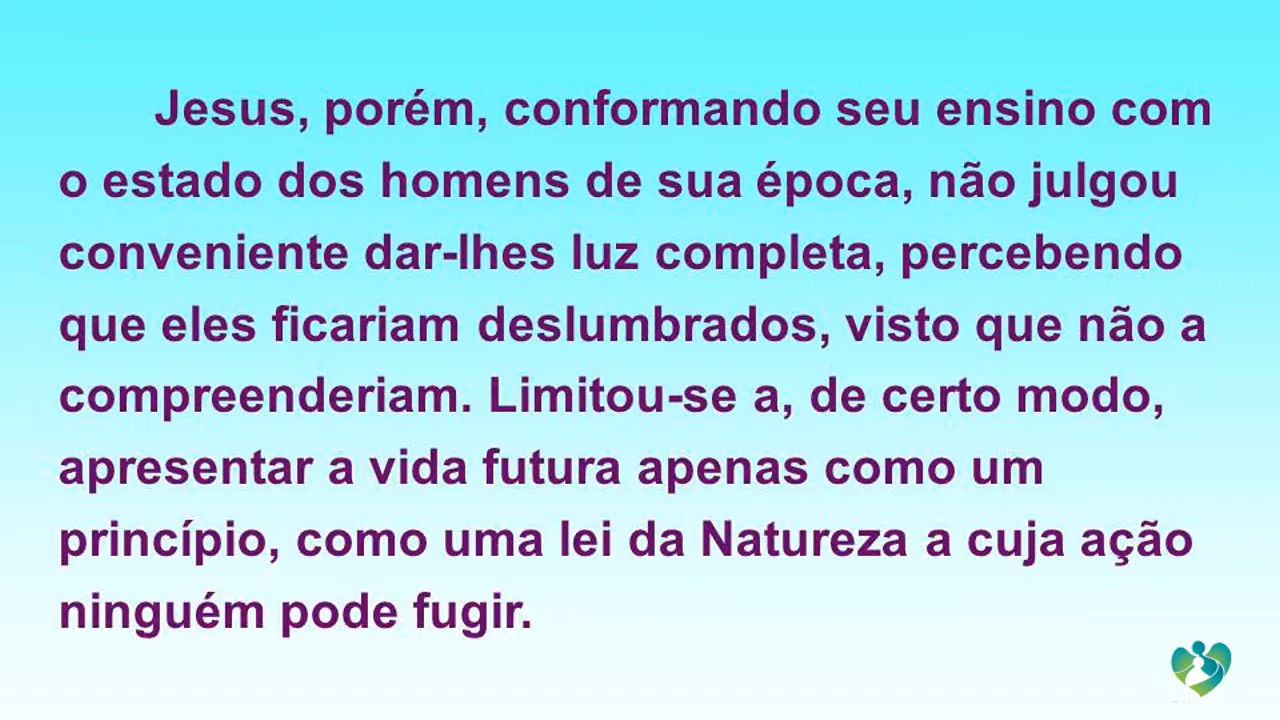 Jesus, porém, conformando seu ensino com
o estado dos homens de sua época, não julgou
conveniente dar-lhes luz completa, percebendo
que eles ficariam deslumbrados, visto que não a
compreenderiam. Limitou-se a, de certo modo,
apresentar a vida futura apenas como um
princípio, como uma lei da Natureza a cuja ação
ninguém pode fugir.